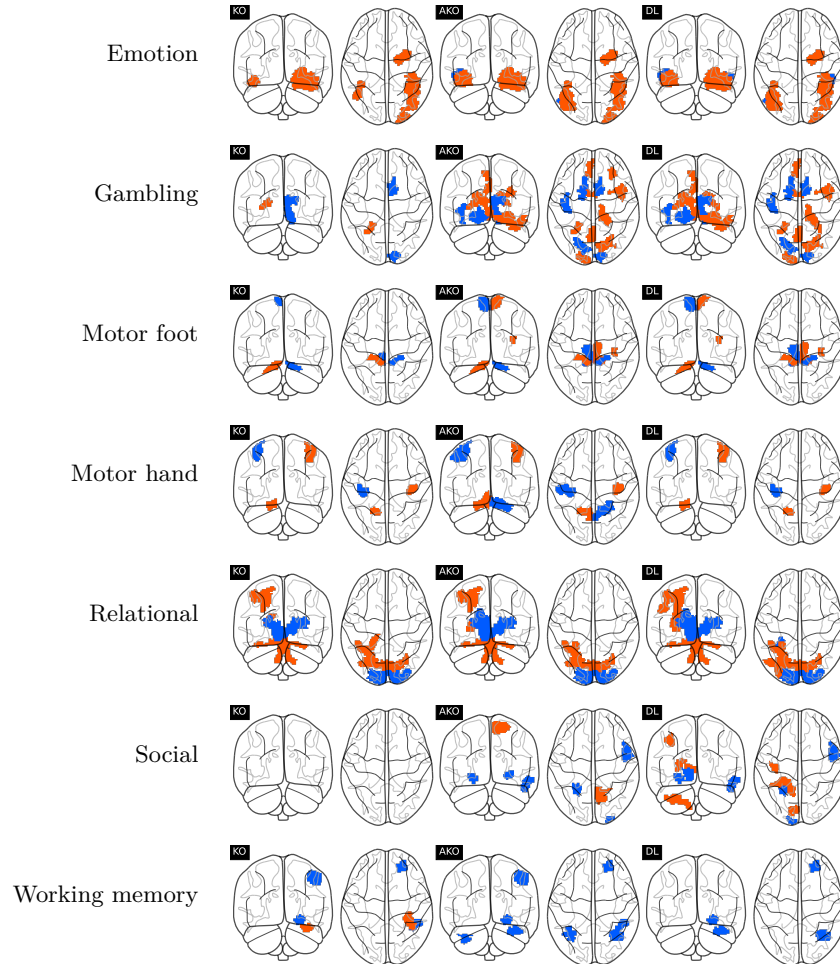 KO AKO DL
Emotion
KO AKO DL
Gambling
KO AKO DL
Motor foot
KO AKO DL
Motor hand
KO AKO DL
Relational
KO AKO DL
Social
KO AKO DL
Working memory